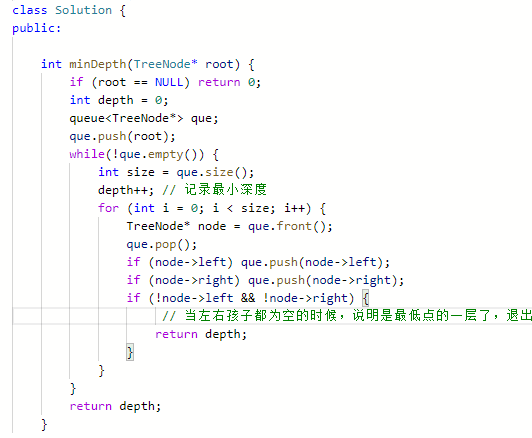 class Solution {
public:
int minDepth(TreeNode* root) {
if (root == NULL) return 0;
int depth = 0;
queue<TreeNode*> que;
que.push(root);
while(!que.empty()) {
int size = que.size();
depth++; // 记录最小深度
for (int i = 0; i < size; i++) {
TreeNode* node = que.front();
que.pop();
if (node->left) que.push(node->left);
if (node->right) que.push(node->right);
if (!node->left && !node->right) {
// 当左右孩子都为空的时候，说明是最低点的一层了，退出
return depth;
}
}
}
return depth;
}